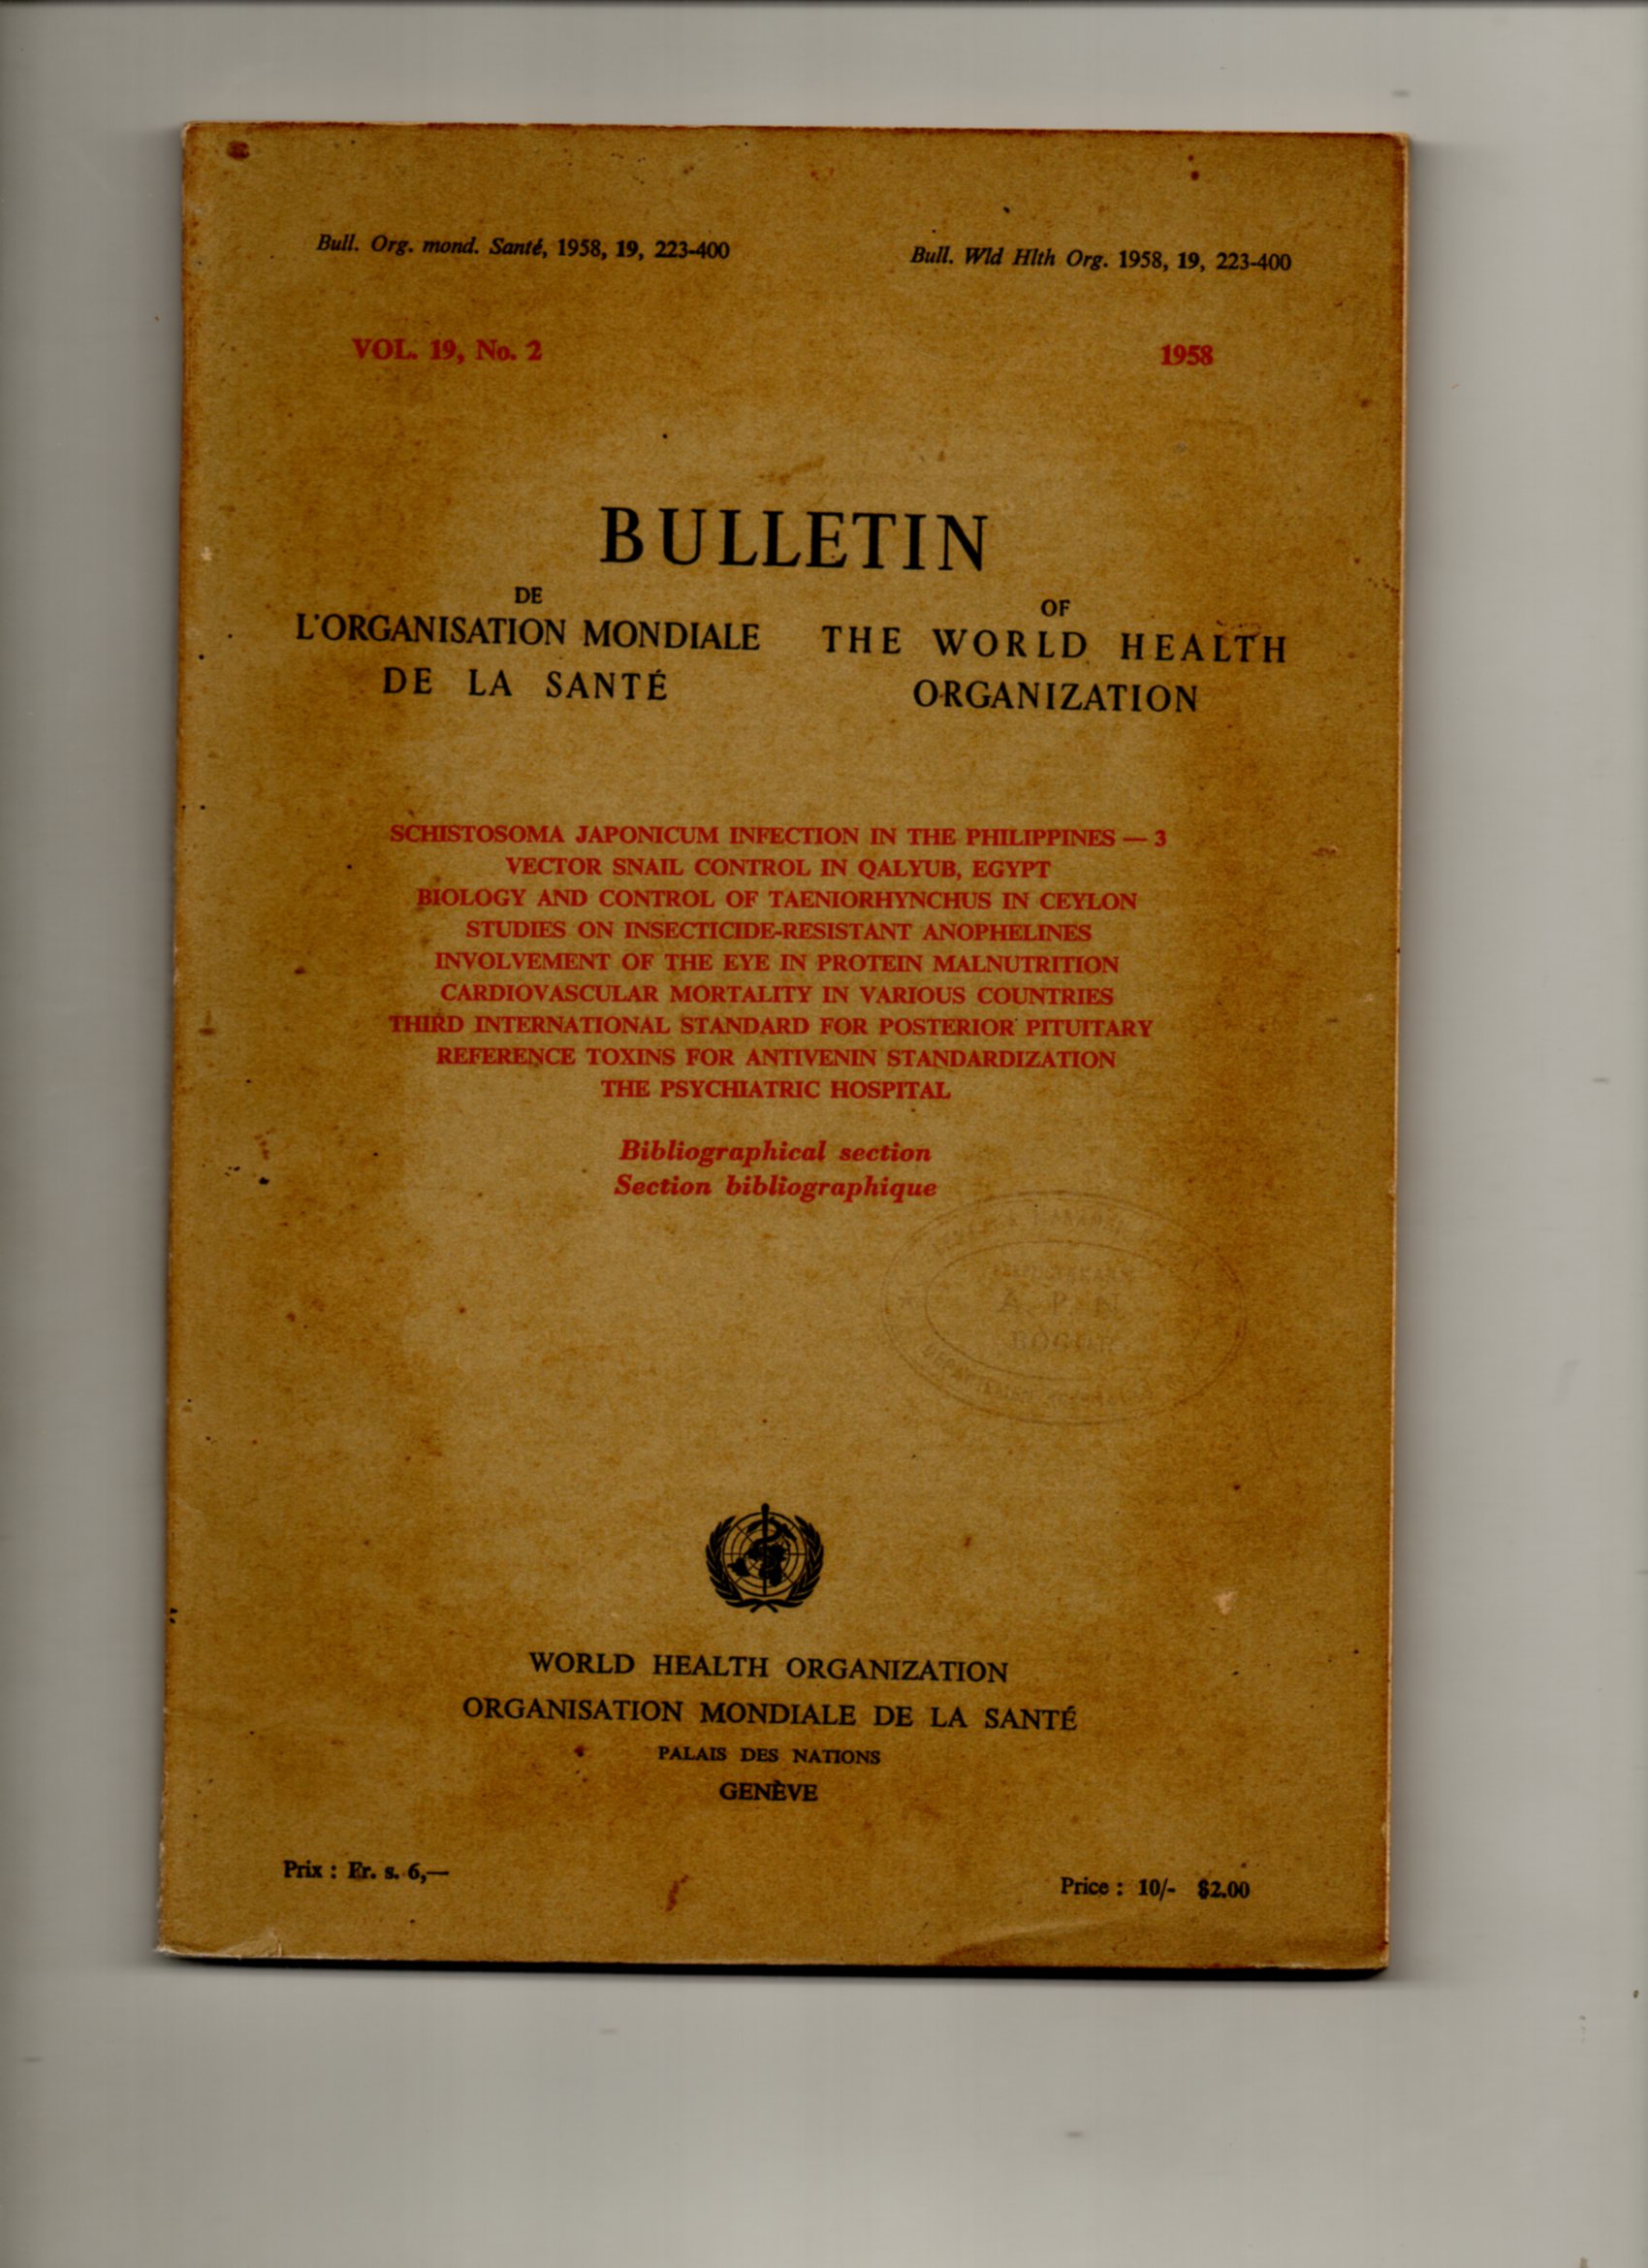 Bull. Org. mond. Santé, 1958, 19, 223-400
Bull. Wld Hlth Org. 1958, 19, 223-400
VOL. 19, No. 2
1958
BULLETIN
DE
L'ORGANISATION MONDIALE
DE LA SANTÉ
OF
THE WORLD HEALTH
ORGANIZATION
SCHISTOSOMA JAPONICUM INFECTION IN THE PHILIPPINES — 3
VECTOR SNAIL CONTROL IN QALYUB, EGYPT
BIOLOGY AND CONTROL OF TAENIORHYNCHUS IN CEYLON
STUDIES ON INSECTICIDE-RESISTANT ANOPHELINES
INVOLVEMENT OF THE EYE IN PROTEIN MALNUTRITION
CARDIOVASCULAR MORTALITY IN VARIOUS COUNTRIES
THIRD INTERNATIONAL STANDARD FOR POSTERIOR PITUITARY
REFERENCE TOXINS FOR ANTIVENIN STANDARDIZATION
THE PSYCHIATRIC HOSPITAL
Bibliographical section
Section bibliographique
A. P. N.
BOGOR
WORLD HEALTH ORGANIZATION
ORGANISATION MONDIALE DE LA SANTÉ
PALAIS DES NATIONS
GENÈVE
Prix : Fr. s. 6,—
Price : 10/- $2.00